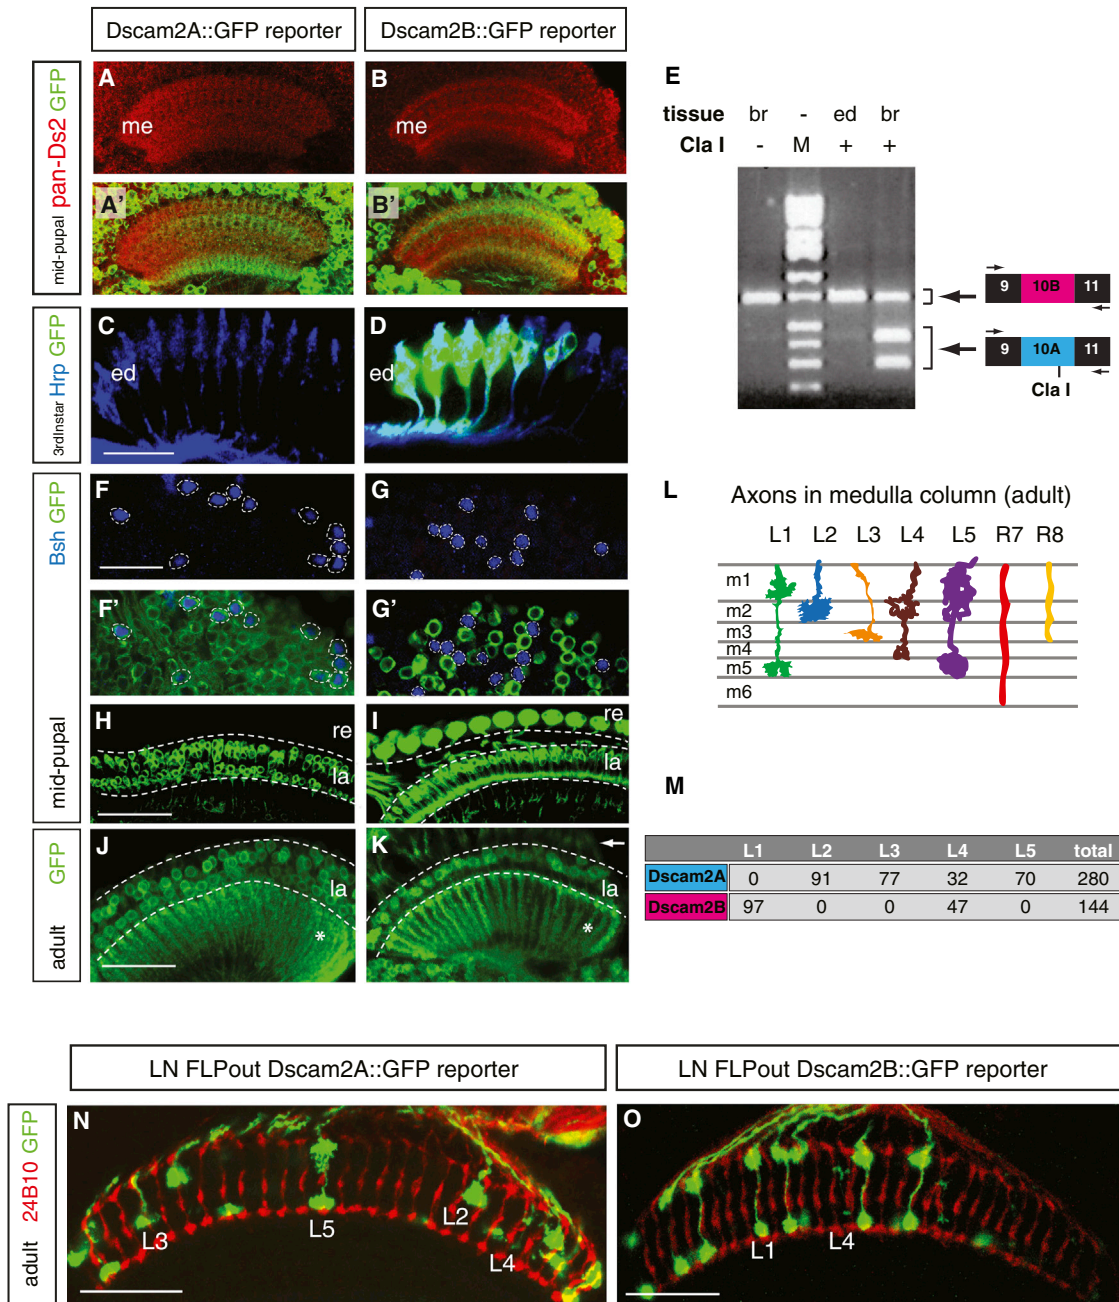 Dscam2A::GFP reporter
Dscam2B::GFP reporter
mid-pupal pan-Ds2 GFP
A
me
B
me
A'
B'
3rdInstar Hrp GFP
C
ed
D
ed
E
tissue br - ed br
Cla I - M + +
9 10B 11
9 10A 11
Cla I
Bsh GFP
F
G
F'
G'
mid-pupal
H
re
la
I
re
la
GFP
adult
J
la
*
K
la
*
L
Axons in medulla column (adult)
L1 L2 L3 L4 L5 R7 R8
m1
m2
m3
m4
m5
m6
M
L1 L2 L3 L4 L5 total
Dscam2A 0 91 77 32 70 280
Dscam2B 97 0 0 47 0 144
LN FLPout Dscam2A::GFP reporter
LN FLPout Dscam2B::GFP reporter
adult 24B10 GFP
N
L3
L5
L2
L4
O
L1
L4